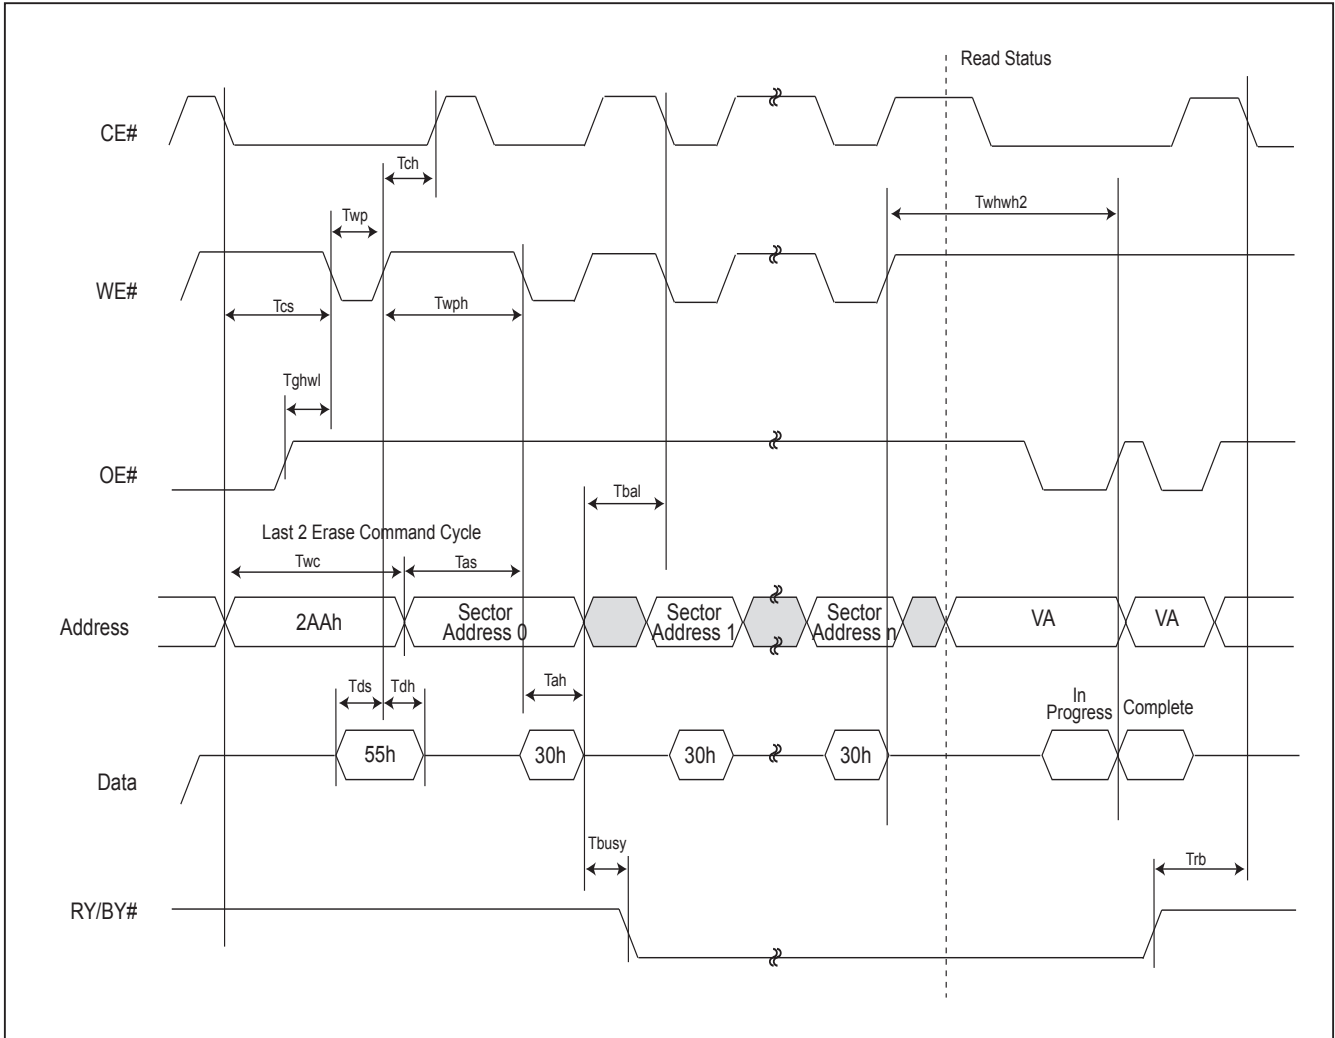 Read Status
CE#
Tch
Twhwh2
Twp
WE#
Tcs
Twph
Tghwl
OE#
Tbal
Last 2 Erase Command Cycle
Twc
Tas
Address
2AAh
Sector
Address 0
Sector
Address 1
Sector
Address n
VA
VA
Tds
Tdh
Tah
In
Progress
Complete
Data
55h
30h
30h
30h
Tbusy
Trb
RY/BY#